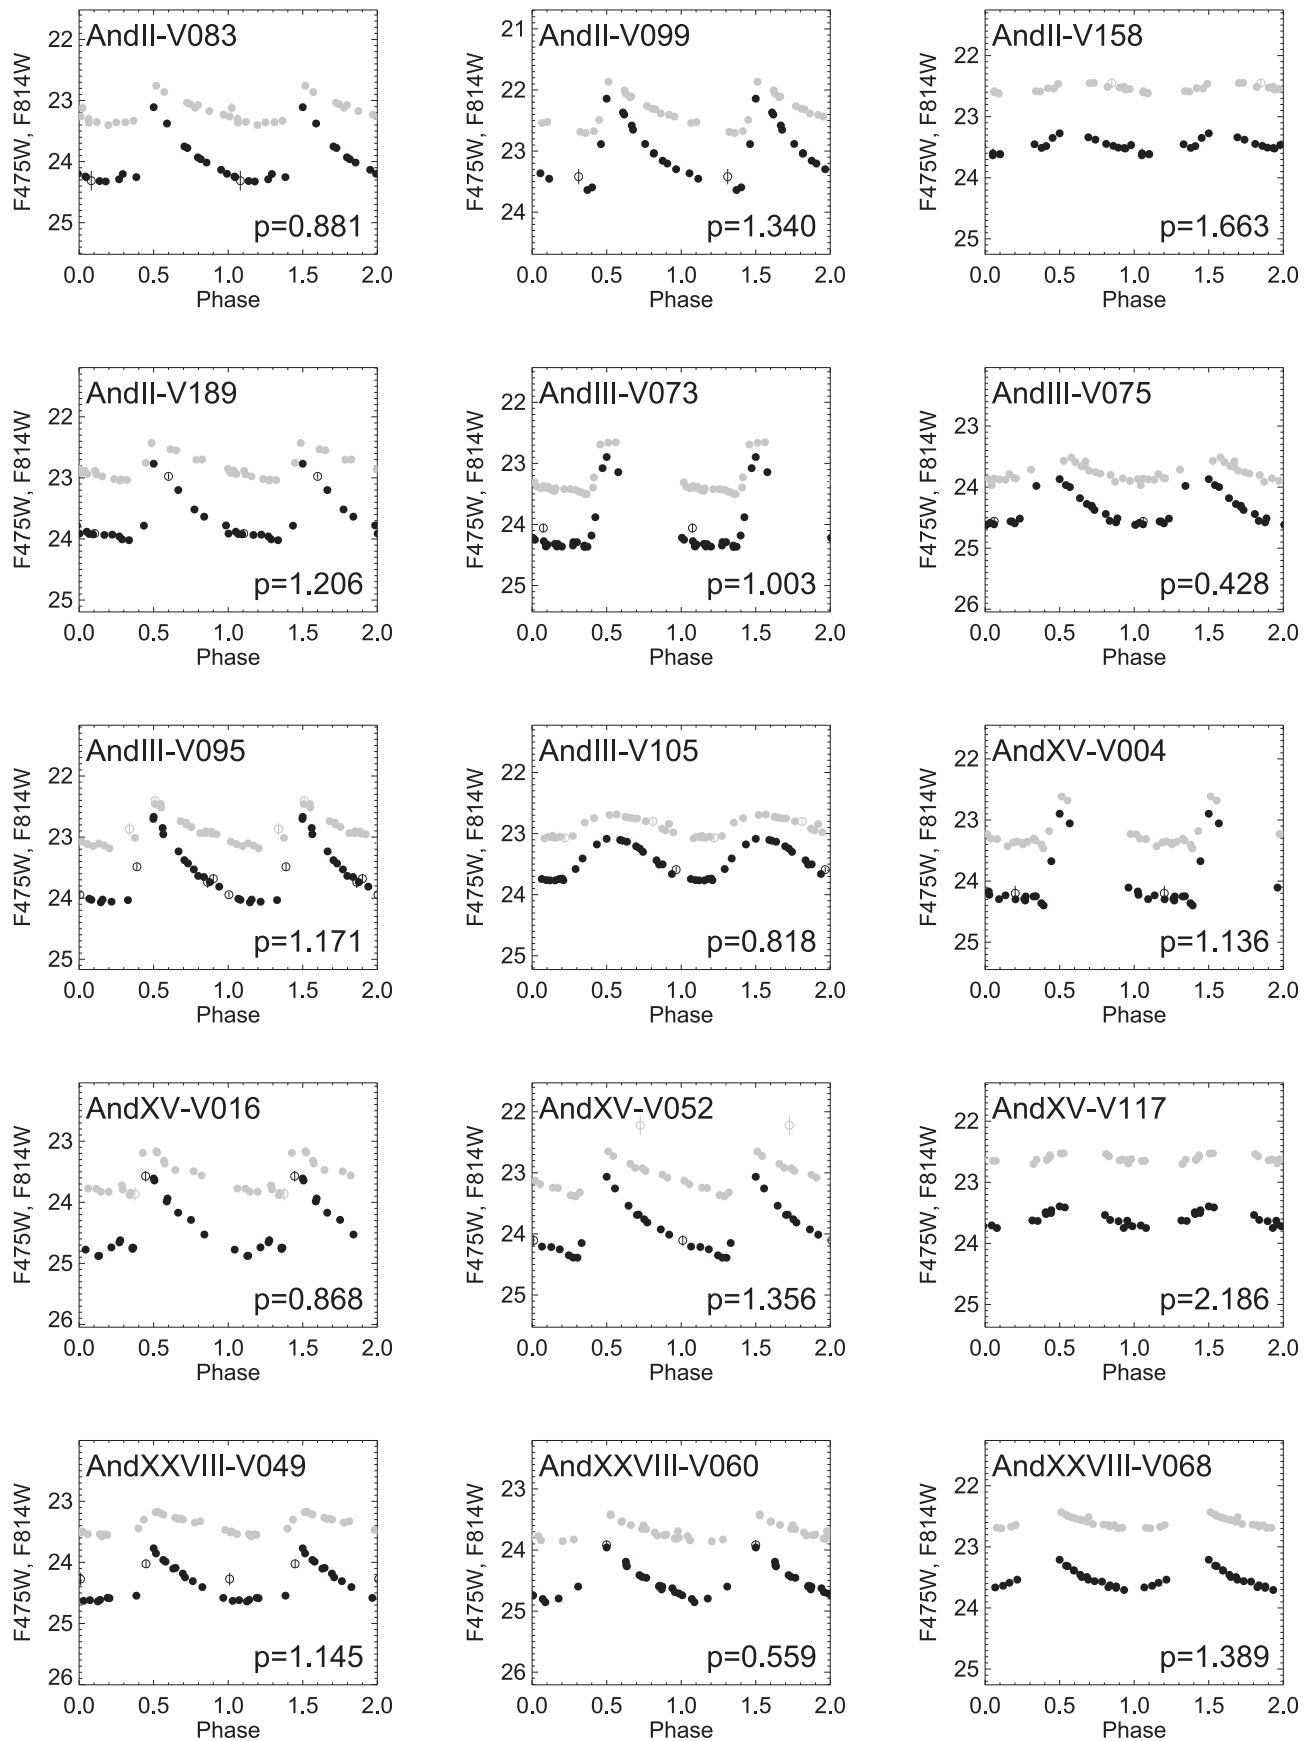 AndII-V083
F475W, F814W
22
23
24
25
p=0.881
0.0 0.5 1.0 1.5 2.0
Phase
AndII-V099
F475W, F814W
21
22
23
24
p=1.340
0.0 0.5 1.0 1.5 2.0
Phase
AndII-V158
F475W, F814W
22
23
24
25
p=1.663
0.0 0.5 1.0 1.5 2.0
Phase
AndII-V189
F475W, F814W
22
23
24
25
p=1.206
0.0 0.5 1.0 1.5 2.0
Phase
AndIII-V073
F475W, F814W
22
23
24
25
p=1.003
0.0 0.5 1.0 1.5 2.0
Phase
AndIII-V075
F475W, F814W
23
24
25
26
p=0.428
0.0 0.5 1.0 1.5 2.0
Phase
AndIII-V095
F475W, F814W
22
23
24
25
p=1.171
0.0 0.5 1.0 1.5 2.0
Phase
AndIII-V105
F475W, F814W
22
23
24
25
p=0.818
0.0 0.5 1.0 1.5 2.0
Phase
AndXV-V004
F475W, F814W
22
23
24
25
p=1.136
0.0 0.5 1.0 1.5 2.0
Phase
AndXV-V016
F475W, F814W
23
24
25
26
p=0.868
0.0 0.5 1.0 1.5 2.0
Phase
AndXV-V052
F475W, F814W
22
23
24
25
p=1.356
0.0 0.5 1.0 1.5 2.0
Phase
AndXV-V117
F475W, F814W
22
23
24
25
p=2.186
0.0 0.5 1.0 1.5 2.0
Phase
AndXXVIII-V049
F475W, F814W
23
24
25
26
p=1.145
0.0 0.5 1.0 1.5 2.0
Phase
AndXXVIII-V060
F475W, F814W
23
24
25
26
p=0.559
0.0 0.5 1.0 1.5 2.0
Phase
AndXXVIII-V068
F475W, F814W
22
23
24
25
p=1.389
0.0 0.5 1.0 1.5 2.0
Phase